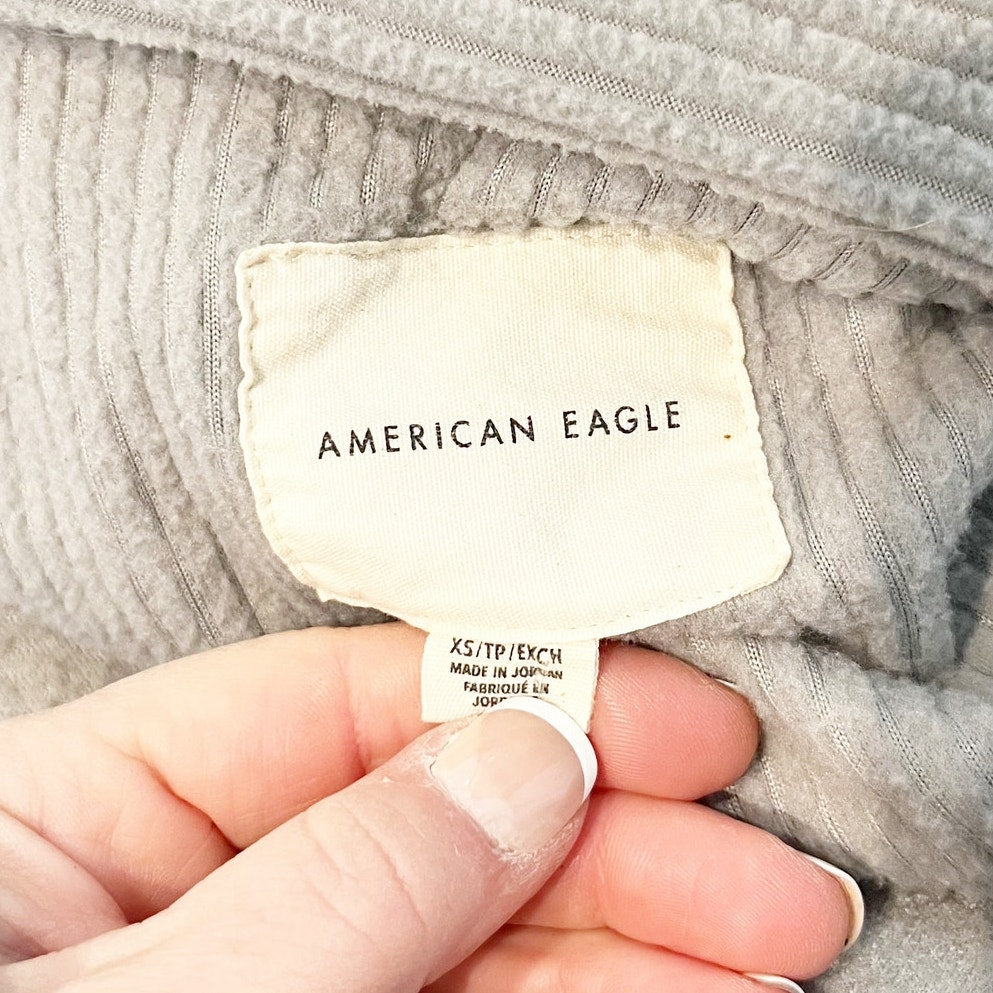 AMERICAN EAGLE
XS/TP/EXCH
MADE IN JORDAN
FABRIQUÉ EN